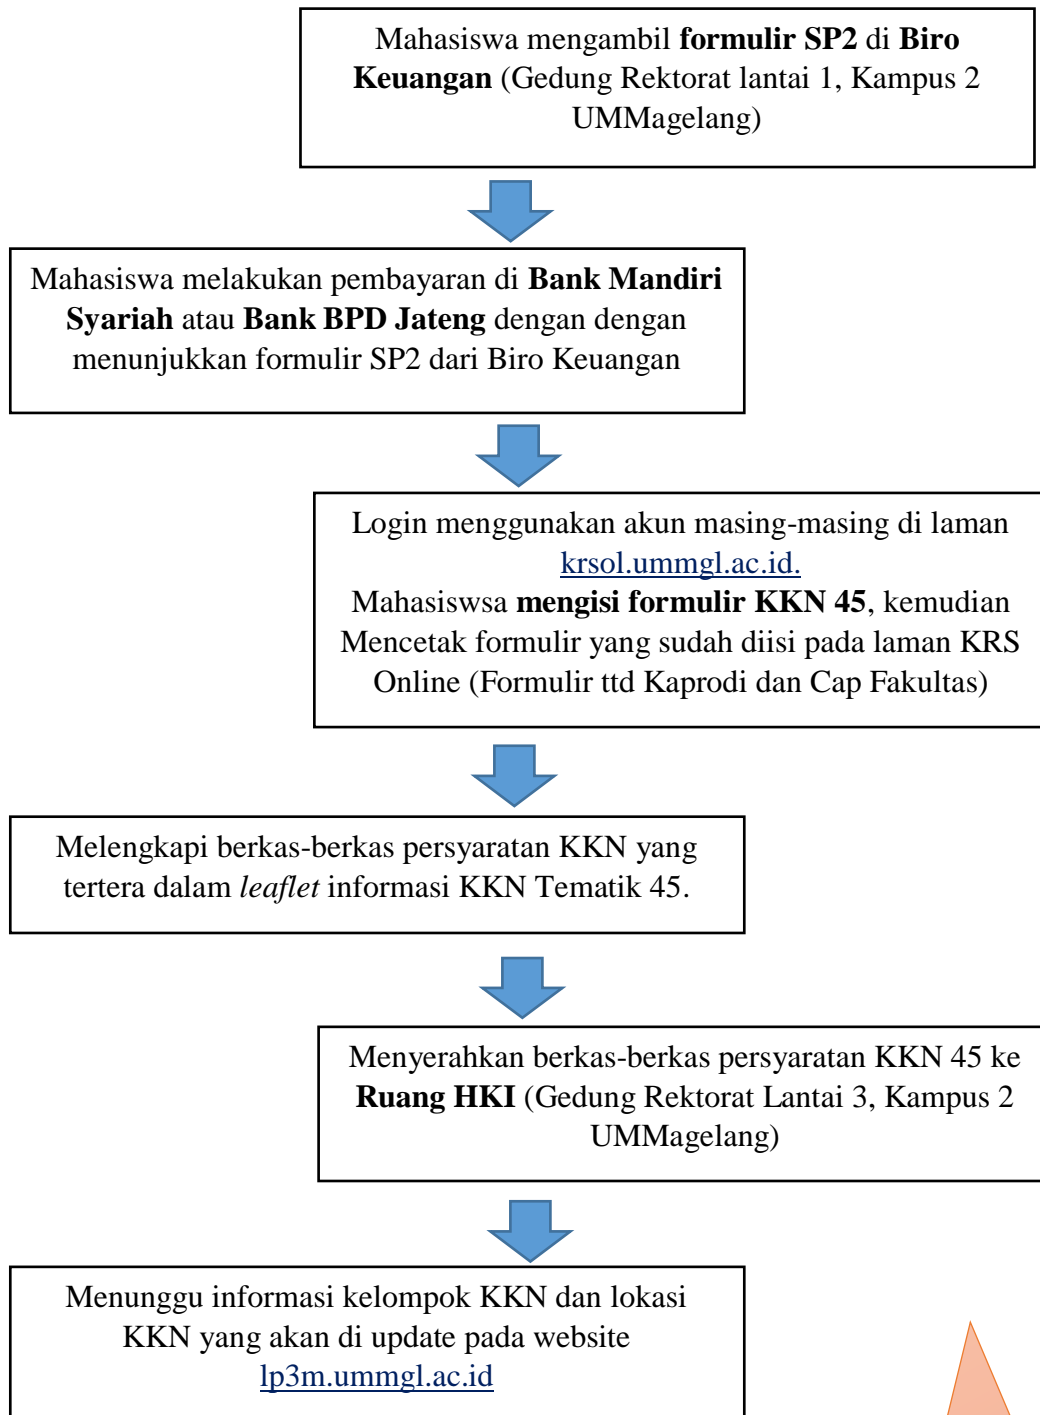 Mahasiswa mengambil formulir SP2 di Biro
Keuangan (Gedung Rektorat lantai 1, Kampus 2
UMMagelang)
Mahasiswa melakukan pembayaran di Bank Mandiri
Syariah atau Bank BPD Jateng dengan dengan
menunjukkan formulir SP2 dari Biro Keuangan
Login menggunakan akun masing-masing di laman
krsol.ummgl.ac.id.
Mahasiswsa mengisi formulir KKN 45, kemudian
Mencetak formulir yang sudah diisi pada laman KRS
Online (Formulir ttd Kaprodi dan Cap Fakultas)
Melengkapi berkas-berkas persyaratan KKN yang
tertera dalam leaflet informasi KKN Tematik 45.
Menyerahkan berkas-berkas persyaratan KKN 45 ke
Ruang HKI (Gedung Rektorat Lantai 3, Kampus 2
UMMagelang)
Menunggu informasi kelompok KKN dan lokasi
KKN yang akan di update pada website
lp3m.ummgl.ac.id